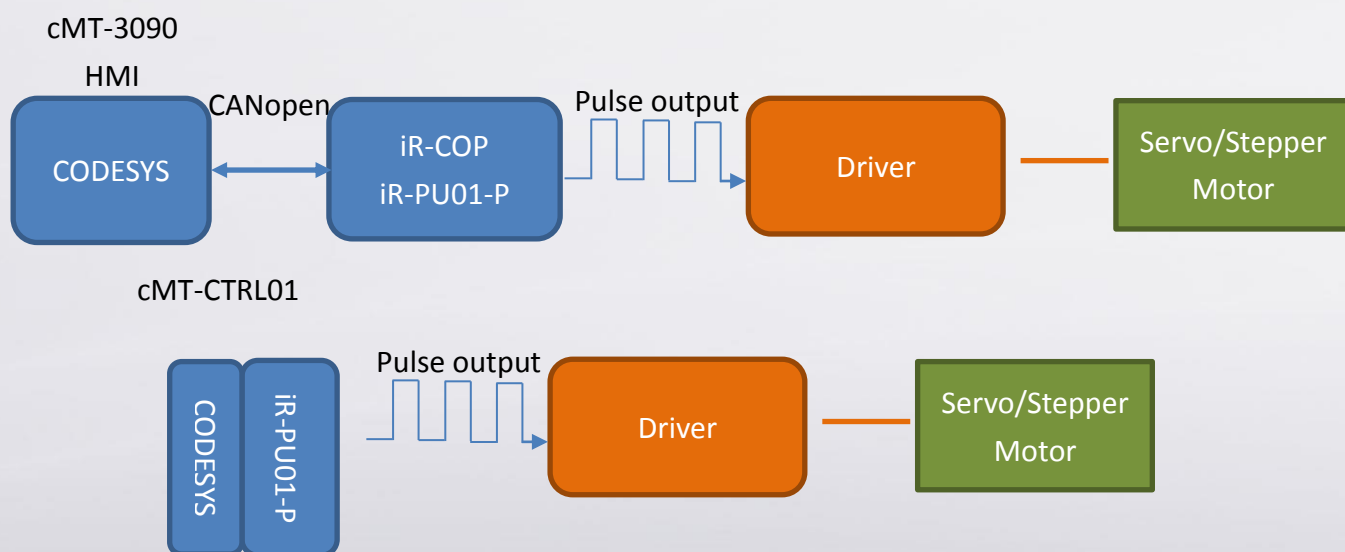 cMT-3090
HMI
CODESYS
CANopen
iR-COP
iR-PU01-P
Pulse output
Driver
Servo/Stepper
Motor
cMT-CTRL01
CODESYS
iR-PU01-P
Pulse output
Driver
Servo/Stepper
Motor